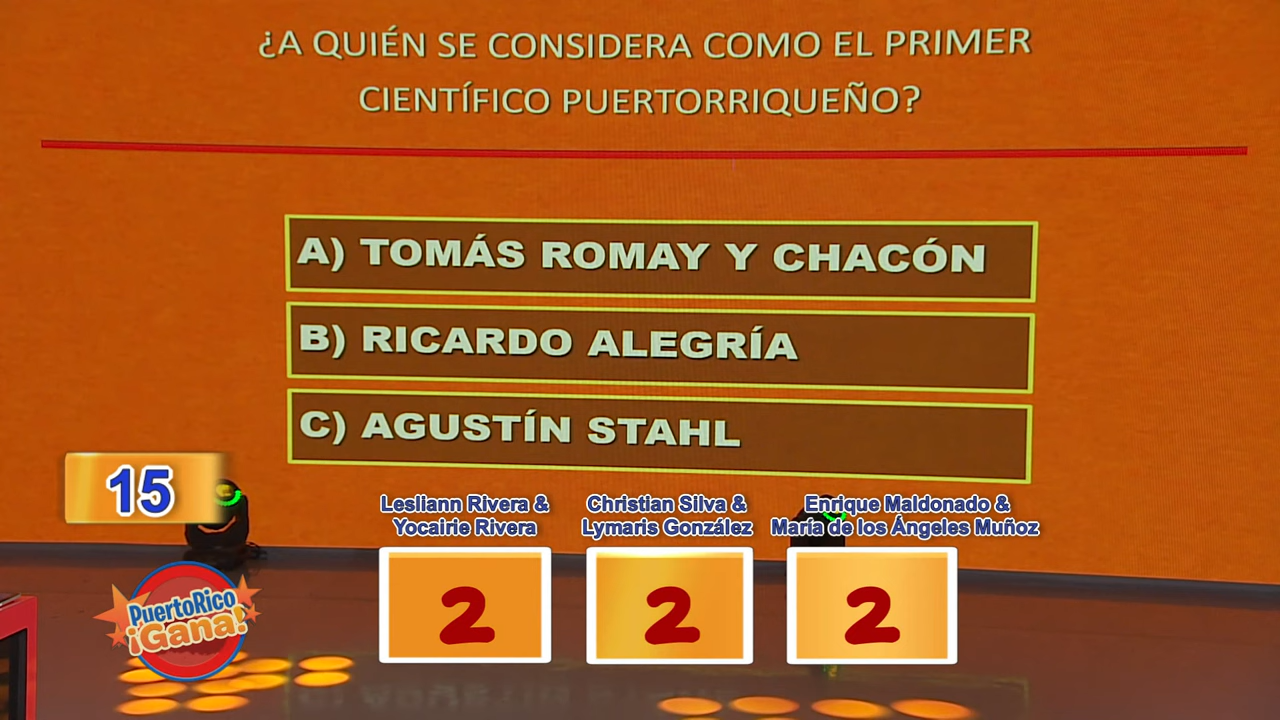 ¿A QUIÉN SE CONSIDERA COMO EL PRIMER
CIENTÍFICO PUERTORRIQUEÑO?
A) TOMÁS ROMAY Y CHACÓN
B) RICARDO ALEGRÍA
C) AGUSTÍN STAHL
15
Lesliann Rivera &
Yocairie Rivera
Christian Silva &
Lymaris González
Enrique Maldonado &
María de los Ángeles Muñoz
2
2
2
PuertoRico
¡Gana!